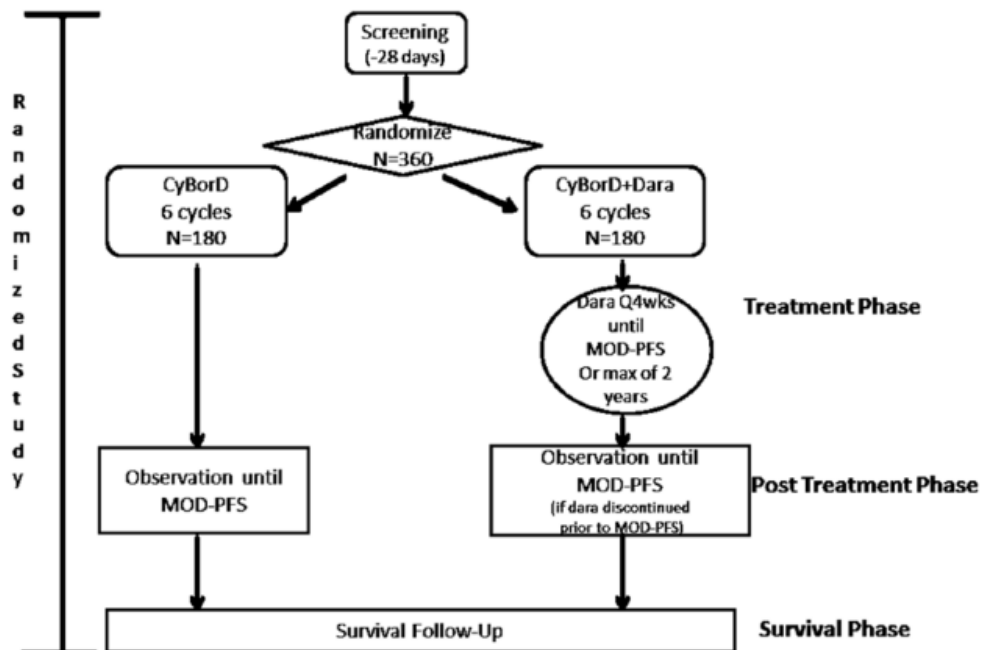 Screening
(-28 days)
Randomize
N=360
CyBorD
6 cycles
N=180
CyBorD+Dara
6 cycles
N=180
Dara Q4wks
until
MOD-PFS
Or max of 2
years
Treatment Phase
Observation until
MOD-PFS
Observation until
MOD-PFS
(if dara discontinued
prior to MOD-PFS)
Post Treatment Phase
Survival Follow-Up
Survival Phase
RandomizedStudy